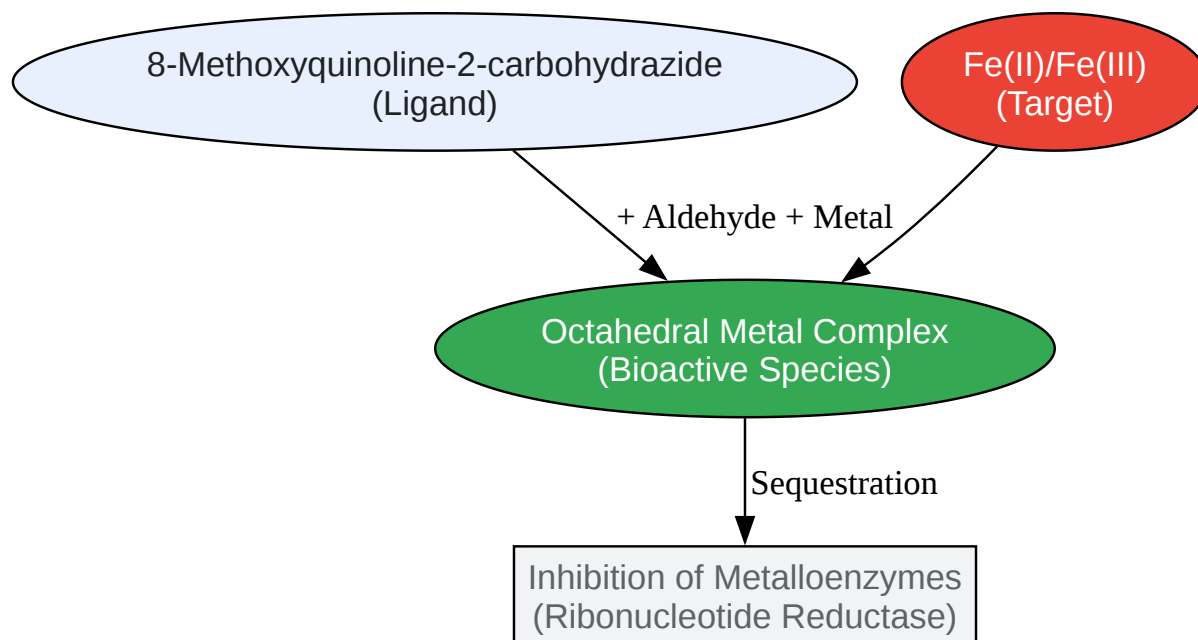 8-Methoxyquinoline-2-carbohydrazide
(Ligand)
Fe(II)/Fe(III)
(Target)
+ Aldehyde + Metal
Octahedral Metal Complex
(Bioactive Species)
Sequestration
Inhibition of Metalloenzymes
(Ribonucleotide Reductase)